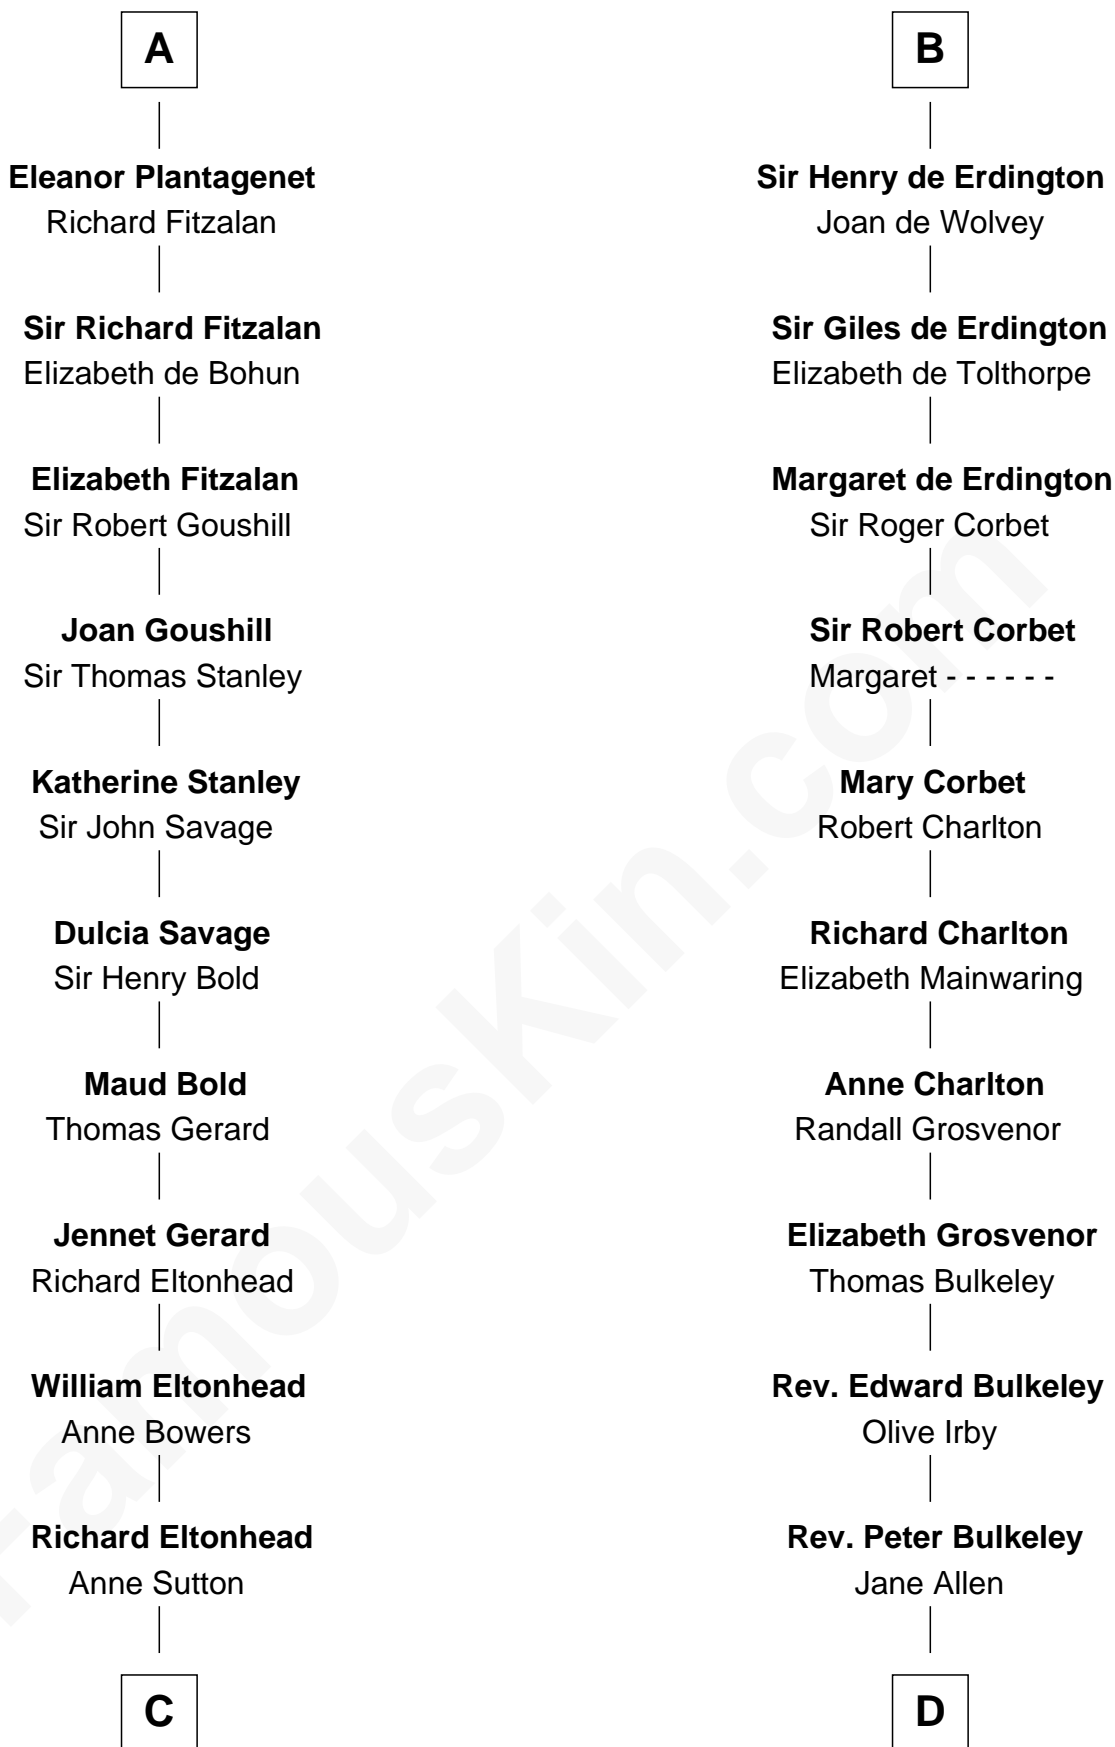 A
Eleanor Plantagenet
Richard Fitzalan
Sir Richard Fitzalan
Elizabeth de Bohun
Elizabeth Fitzalan
Sir Robert Goushill
Joan Goushill
Sir Thomas Stanley
Katherine Stanley
Sir John Savage
Dulcia Savage
Sir Henry Bold
Maud Bold
Thomas Gerard
Jennet Gerard
Richard Eltonhead
William Eltonhead
Anne Bowers
Richard Eltonhead
Anne Sutton
C
B
Sir Henry de Erdington
Joan de Wolvey
Sir Giles de Erdington
Elizabeth de Tolthorpe
Margaret de Erdington
Sir Roger Corbet
Sir Robert Corbet
Margaret - - - - - -
Mary Corbet
Robert Charlton
Richard Charlton
Elizabeth Mainwaring
Anne Charlton
Randall Grosvenor
Elizabeth Grosvenor
Thomas Bulkeley
Rev. Edward Bulkeley
Olive Irby
Rev. Peter Bulkeley
Jane Allen
D
FamousKin.com